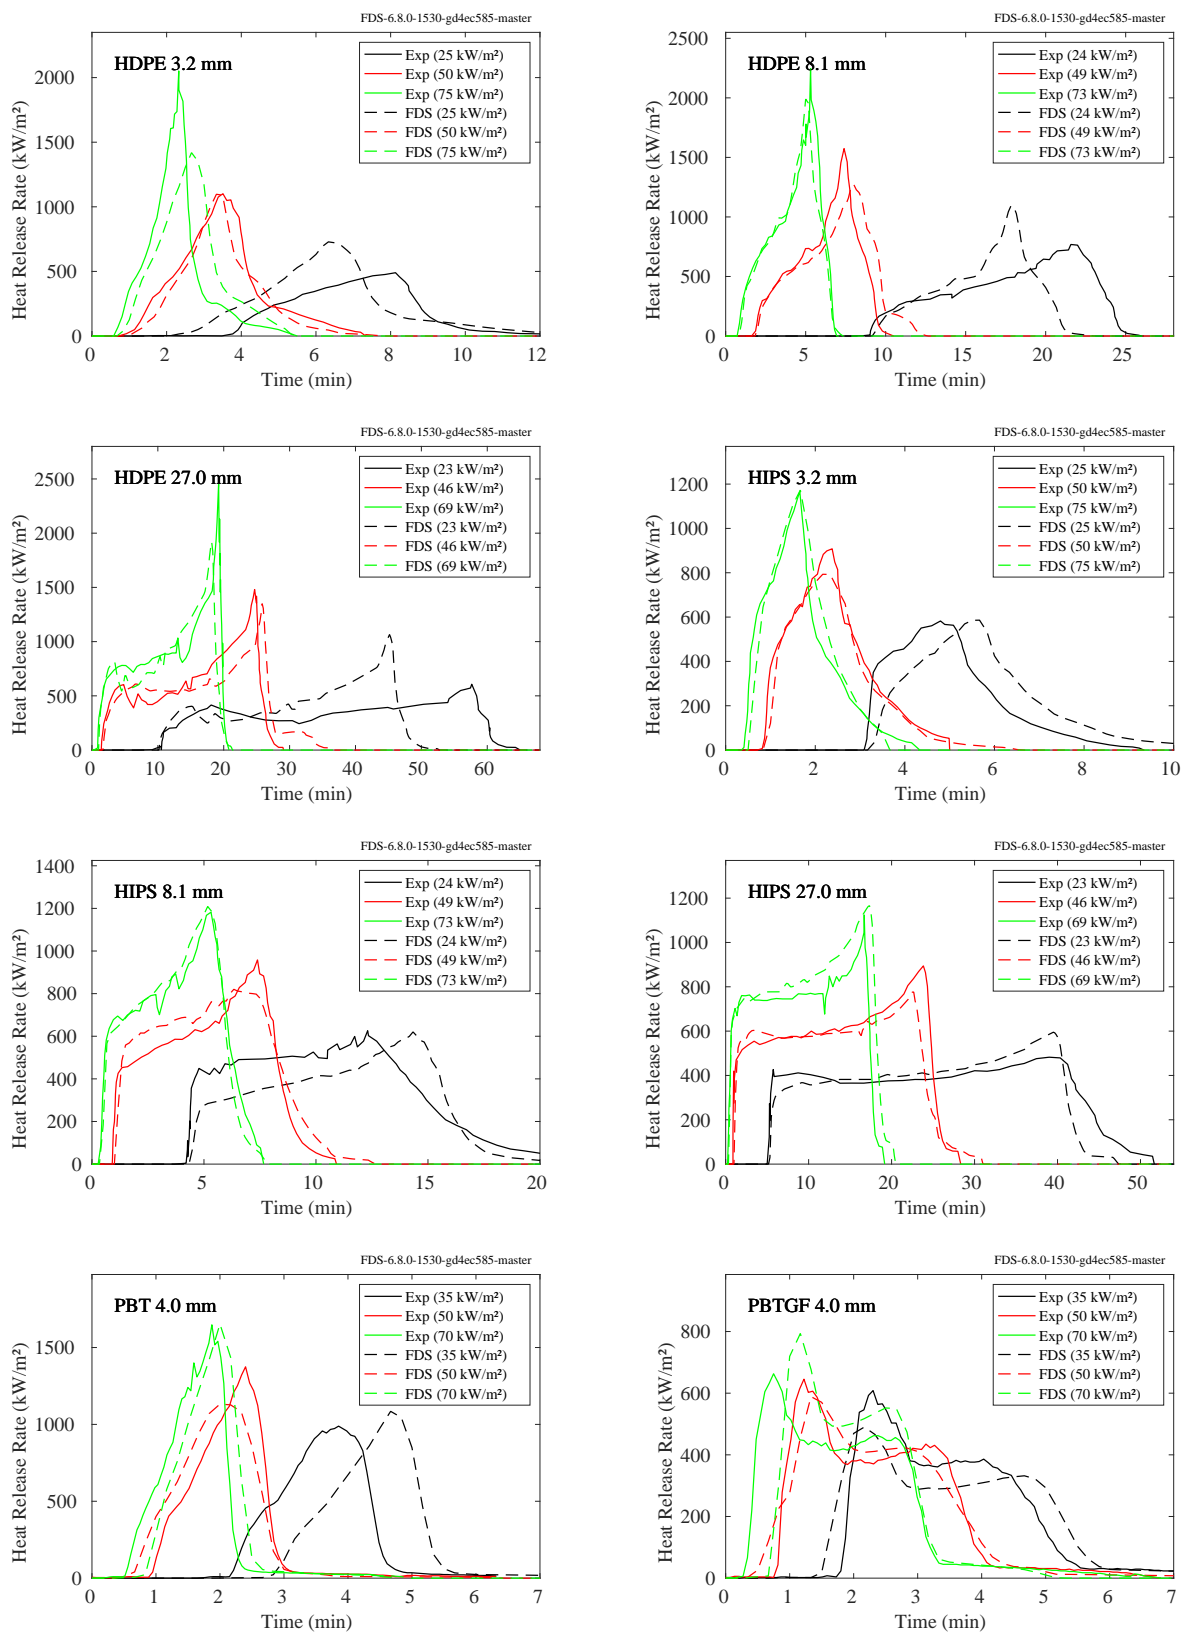 FDS-6.8.0-1530-gd4ec585-master
HDPE 3.2 mm
Exp (25 kW/m²)
Exp (50 kW/m²)
Exp (75 kW/m²)
FDS (25 kW/m²)
FDS (50 kW/m²)
FDS (75 kW/m²)
Heat Release Rate (kW/m²)
2000
1500
1000
500
0
0 2 4 6 8 10 12
Time (min)
FDS-6.8.0-1530-gd4ec585-master
HDPE 8.1 mm
Exp (24 kW/m²)
Exp (49 kW/m²)
Exp (73 kW/m²)
FDS (24 kW/m²)
FDS (49 kW/m²)
FDS (73 kW/m²)
Heat Release Rate (kW/m²)
2500
2000
1500
1000
500
0
0 5 10 15 20 25
Time (min)
FDS-6.8.0-1530-gd4ec585-master
HDPE 27.0 mm
Exp (23 kW/m²)
Exp (46 kW/m²)
Exp (69 kW/m²)
FDS (23 kW/m²)
FDS (46 kW/m²)
FDS (69 kW/m²)
Heat Release Rate (kW/m²)
2500
2000
1500
1000
500
0
0 10 20 30 40 50 60
Time (min)
FDS-6.8.0-1530-gd4ec585-master
HIPS 3.2 mm
Exp (25 kW/m²)
Exp (50 kW/m²)
Exp (75 kW/m²)
FDS (25 kW/m²)
FDS (50 kW/m²)
FDS (75 kW/m²)
Heat Release Rate (kW/m²)
1200
1000
800
600
400
200
0
0 2 4 6 8 10
Time (min)
FDS-6.8.0-1530-gd4ec585-master
HIPS 8.1 mm
Exp (24 kW/m²)
Exp (49 kW/m²)
Exp (73 kW/m²)
FDS (24 kW/m²)
FDS (49 kW/m²)
FDS (73 kW/m²)
Heat Release Rate (kW/m²)
1400
1200
1000
800
600
400
200
0
0 5 10 15 20
Time (min)
FDS-6.8.0-1530-gd4ec585-master
HIPS 27.0 mm
Exp (23 kW/m²)
Exp (46 kW/m²)
Exp (69 kW/m²)
FDS (23 kW/m²)
FDS (46 kW/m²)
FDS (69 kW/m²)
Heat Release Rate (kW/m²)
1200
1000
800
600
400
200
0
0 10 20 30 40 50
Time (min)
FDS-6.8.0-1530-gd4ec585-master
PBT 4.0 mm
Exp (35 kW/m²)
Exp (50 kW/m²)
Exp (70 kW/m²)
FDS (35 kW/m²)
FDS (50 kW/m²)
FDS (70 kW/m²)
Heat Release Rate (kW/m²)
1500
1000
500
0
0 1 2 3 4 5 6 7
Time (min)
FDS-6.8.0-1530-gd4ec585-master
PBTGF 4.0 mm
Exp (35 kW/m²)
Exp (50 kW/m²)
Exp (70 kW/m²)
FDS (35 kW/m²)
FDS (50 kW/m²)
FDS (70 kW/m²)
Heat Release Rate (kW/m²)
800
600
400
200
0
0 1 2 3 4 5 6 7
Time (min)